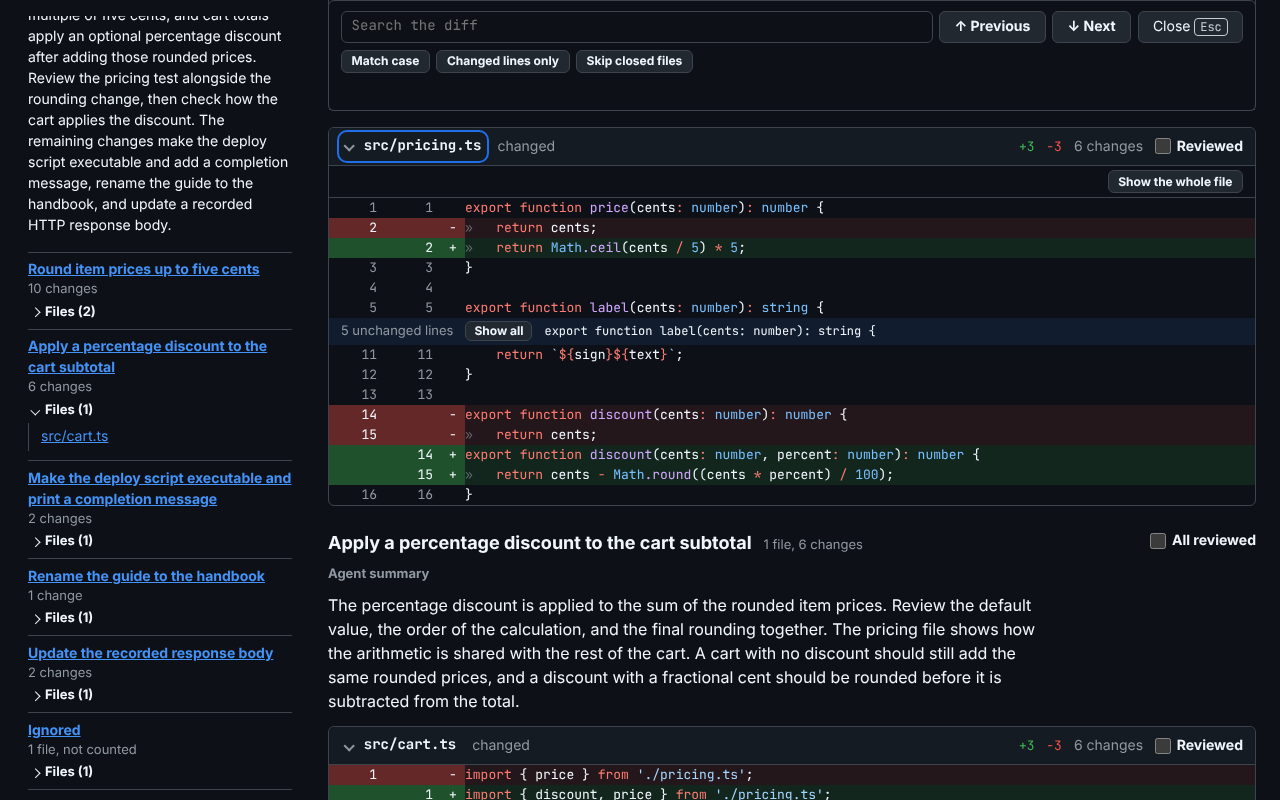 multiple of five cents, and cart totals
apply an optional percentage discount
after adding those rounded prices.
Review the pricing test alongside the
rounding change, then check how the
cart applies the discount. The
remaining changes make the deploy
script executable and add a completion
message, rename the guide to the
handbook, and update a recorded
HTTP response body.
Round item prices up to five cents
10 changes
Files (2)
Apply a percentage discount to the
cart subtotal
6 changes
Files (1)
src/cart.ts
Make the deploy script executable and
print a completion message
2 changes
Files (1)
Rename the guide to the handbook
1 change
Files (1)
Update the recorded response body
2 changes
Files (1)
Ignored
1 file, not counted
Files (1)
Search the diff
↑ Previous
↓ Next
Close Esc
Match case
Changed lines only
Skip closed files
src/pricing.ts changed +3 -3 6 changes Reviewed
Show the whole file
1 1 export function price(cents: number): number {
2 - » return cents;
2 + » return Math.ceil(cents / 5) * 5;
3 3 }
4 4
5 5 export function label(cents: number): string {
5 unchanged lines Show all export function label(cents: number): string {
11 11 return `${sign}${text}`;
12 12 }
13 13
14 - export function discount(cents: number): number {
15 - » return cents;
14 + export function discount(cents: number, percent: number): number {
15 + » return cents - Math.round((cents * percent) / 100);
16 16 }
Apply a percentage discount to the cart subtotal 1 file, 6 changes All reviewed
Agent summary
The percentage discount is applied to the sum of the rounded item prices. Review the default
value, the order of the calculation, and the final rounding together. The pricing file shows how
the arithmetic is shared with the rest of the cart. A cart with no discount should still add the
same rounded prices, and a discount with a fractional cent should be rounded before it is
subtracted from the total.
src/cart.ts changed +3 -3 6 changes Reviewed
1 - import { price } from './pricing.ts';
1 + import { discount, price } from './pricing.ts';